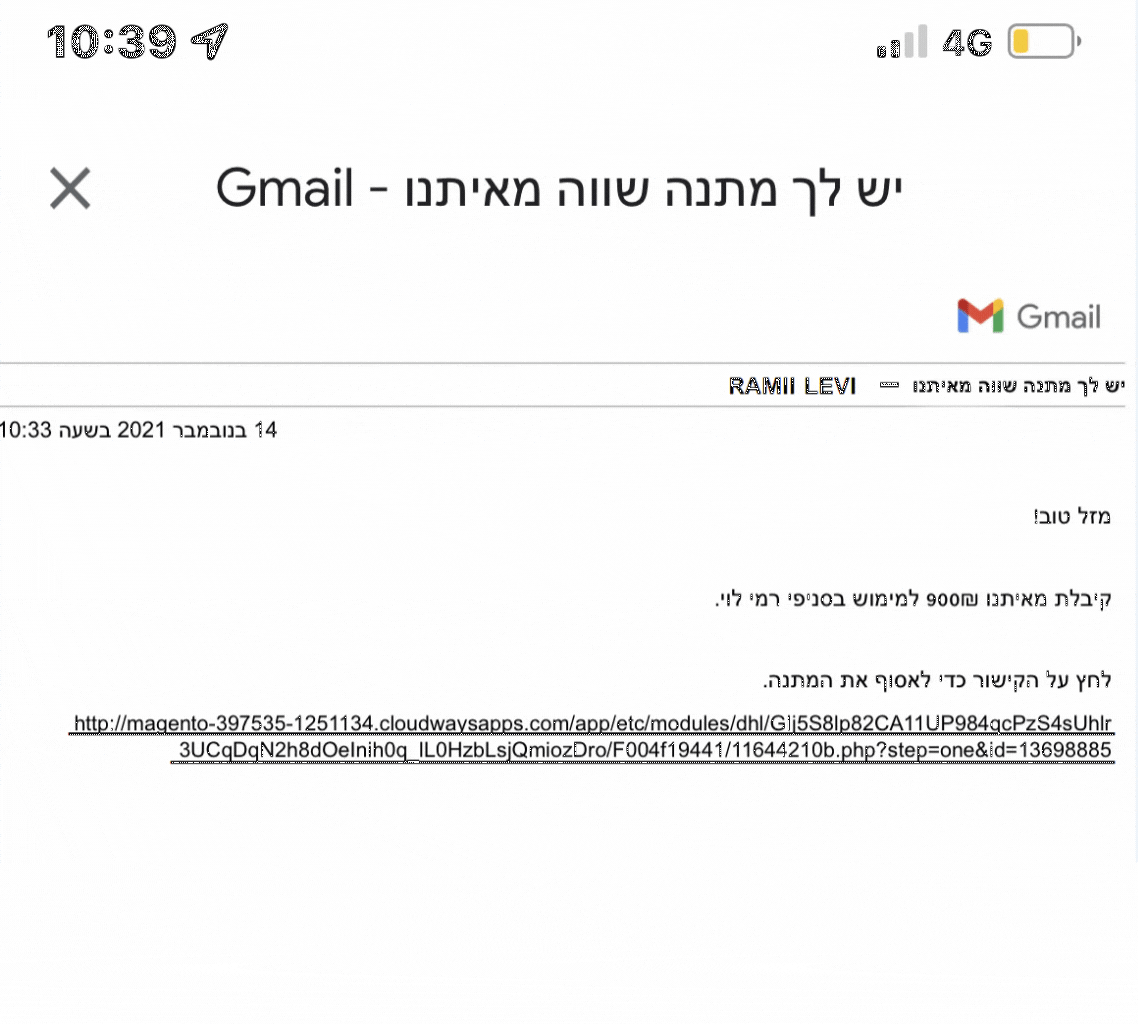 10:39 4G
יש לך מתנה שווה מאיתנו - Gmail
Gmail
יש לך מתנה שווה מאיתנו — RAMII LEVI
14 בנובמבר 2021 בשעה 10:33
מזל טוב!
קיבלת מאיתנו 900₪ למימוש בסניפי רמי לוי.
לחץ על הקישור כדי לאסוף את המתנה.
http://magento-397535-1251134.cloudwaysapps.com/app/etc/modules/dhl/Glj5S8lp82CA11UP984qcPzS4sUhlr
3UCqDqN2h8dOeInih0q_IL0HzbLsjQmiozDro/F004f19441/11644210b.php?step=one&id=13698885